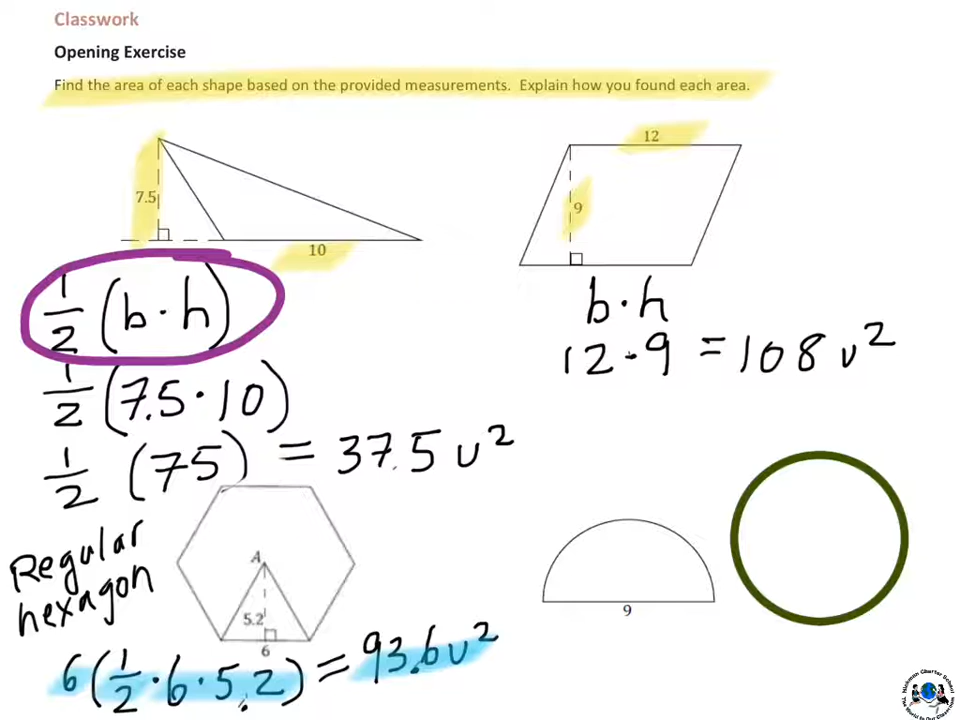 Classwork
Opening Exercise
Find the area of each shape based on the provided measurements. Explain how you found each area.
7.5
10
12
9
1/2 (b · h)
1/2 (7.5 · 10)
1/2 (75) = 37.5 u²
b · h
12 · 9 = 108 u²
Regular
hexagon
A
5.2
6
6(1/2 · 6 · 5.2) = 93.6 u²
9